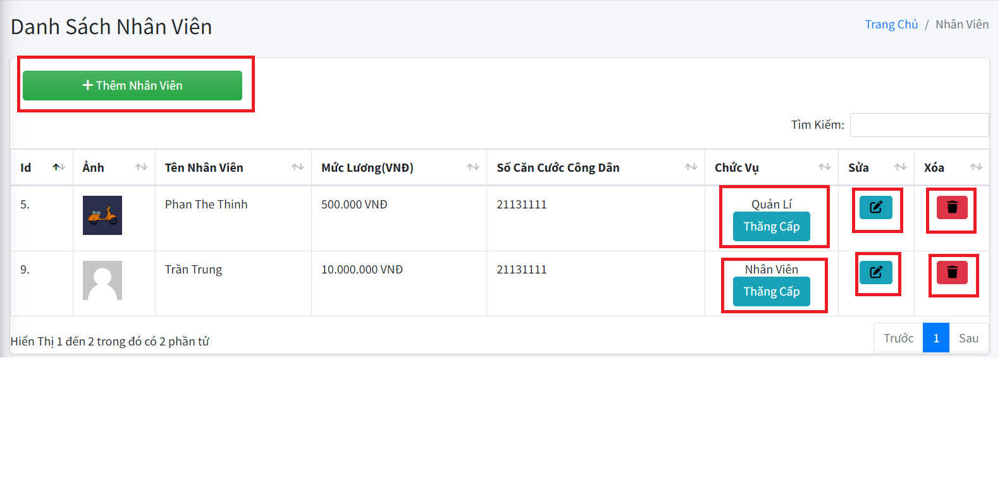 Danh Sách Nhân Viên
Trang Chủ / Nhân Viên
Thêm Nhân Viên
Tìm Kiếm:
Id Ảnh Tên Nhân Viên Mức Lương(VNĐ) Số Căn Cước Công Dân Chức Vụ Sửa Xóa
5. Phan The Thinh 500.000 VNĐ 21131111 Quản Lí
Thăng Cấp
9. Trần Trung 10.000.000 VNĐ 21131111 Nhân Viên
Thăng Cấp
Hiển Thị 1 đến 2 trong đó có 2 phần tử
Trước 1 Sau